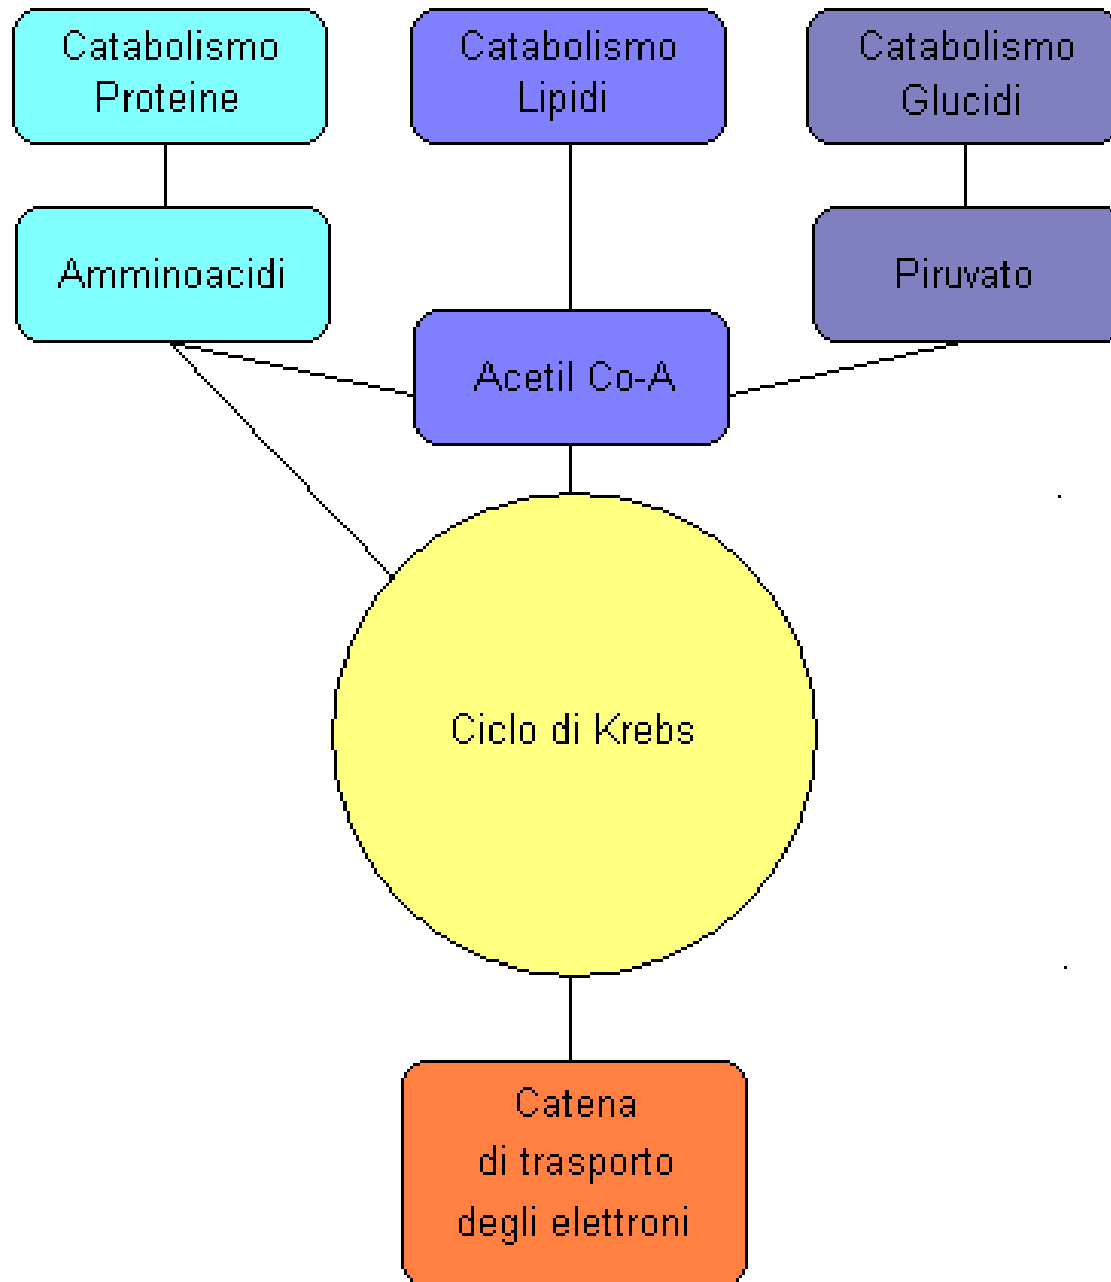 Catabolismo
Proteine
Catabolismo
Lipidi
Catabolismo
Glucidi
Amminoacidi
Piruvato
Acetil Co-A
Ciclo di Krebs
Catena
di trasporto
degli elettroni